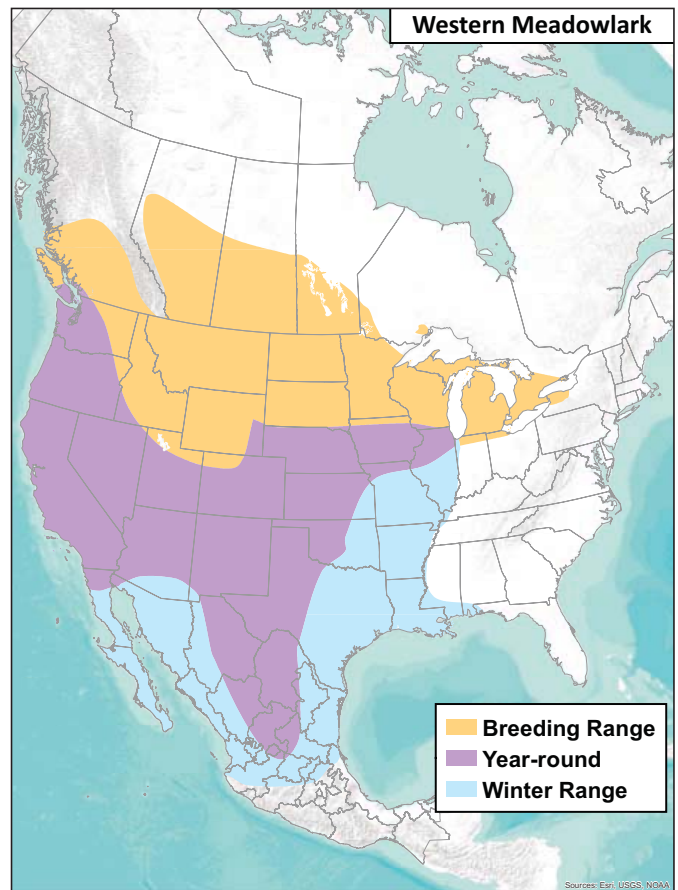 Western Meadowlark
Breeding Range
Year-round
Winter Range
Sources: Esri, USGS, NOAA